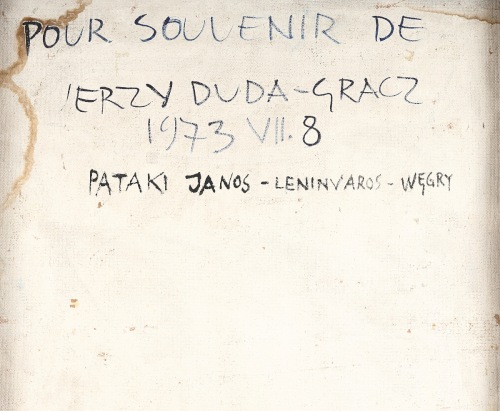 POUR SOUVENIR DE
JERZY DUDA-GRACZ
1973 VII. 8
PATAKI JANOS - LENINVAROS - WĘGRY